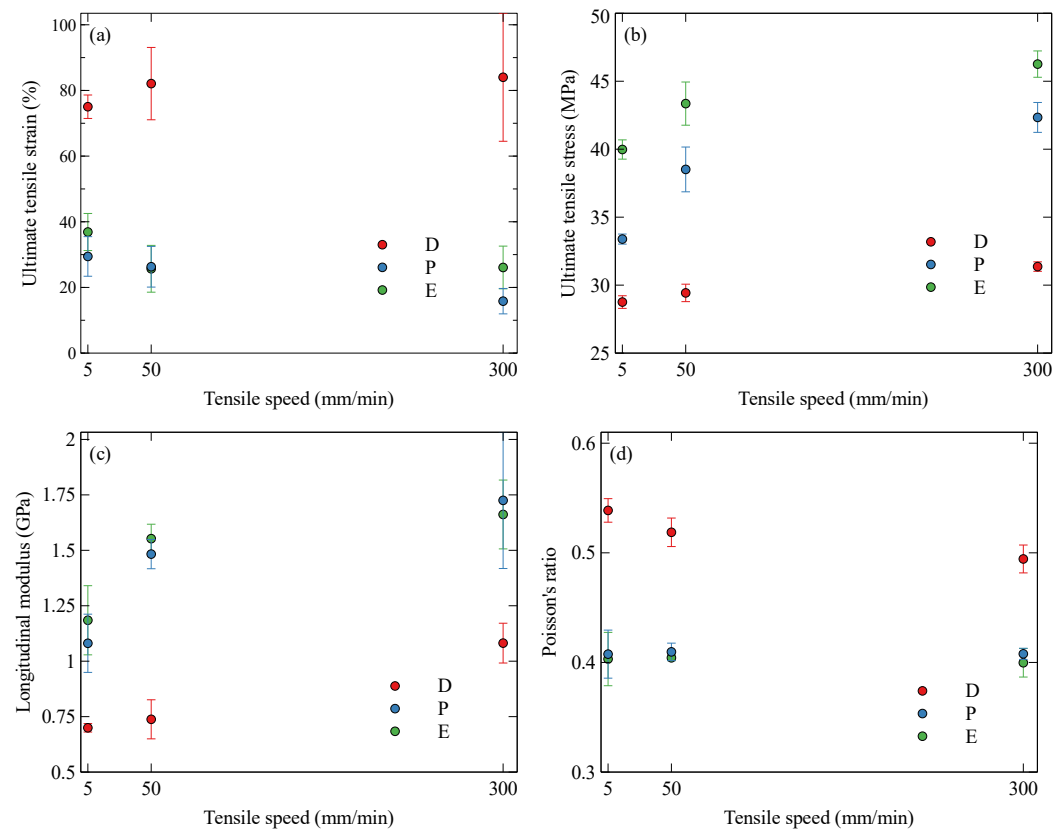 (a)
100
80
60
40
20
0
Ultimate tensile strain (%)
D
P
E
5 50 300
Tensile speed (mm/min)
(b)
50
45
40
35
30
25
Ultimate tensile stress (MPa)
D
P
E
5 50 300
Tensile speed (mm/min)
(c)
2
1.75
1.5
1.25
1
0.75
0.5
Longitudinal modulus (GPa)
D
P
E
5 50 300
Tensile speed (mm/min)
(d)
0.6
0.5
0.4
0.3
Poisson's ratio
D
P
E
5 50 300
Tensile speed (mm/min)